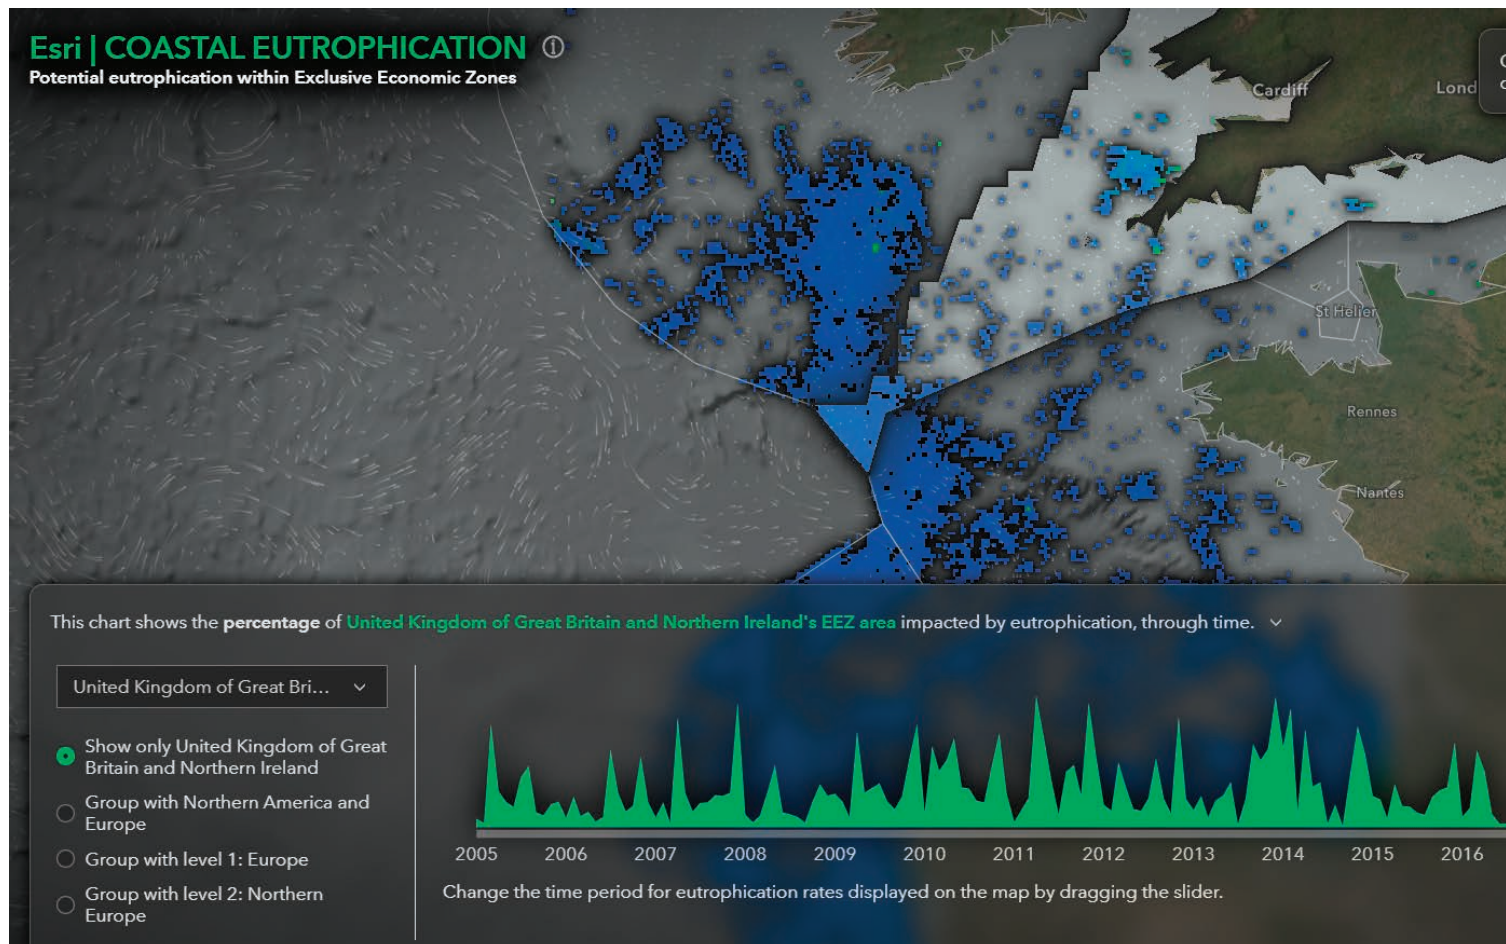 Esri | COASTAL EUTROPHICATION
Potential eutrophication within Exclusive Economic Zones
Cardiff
Lond
St Helier
Rennes
Nantes
This chart shows the percentage of United Kingdom of Great Britain and Northern Ireland's EEZ area impacted by eutrophication, through time.
United Kingdom of Great Bri...
Show only United Kingdom of Great
Britain and Northern Ireland
Group with Northern America and
Europe
Group with level 1: Europe
Group with level 2: Northern
Europe
2005 2006 2007 2008 2009 2010 2011 2012 2013 2014 2015 2016
Change the time period for eutrophication rates displayed on the map by dragging the slider.